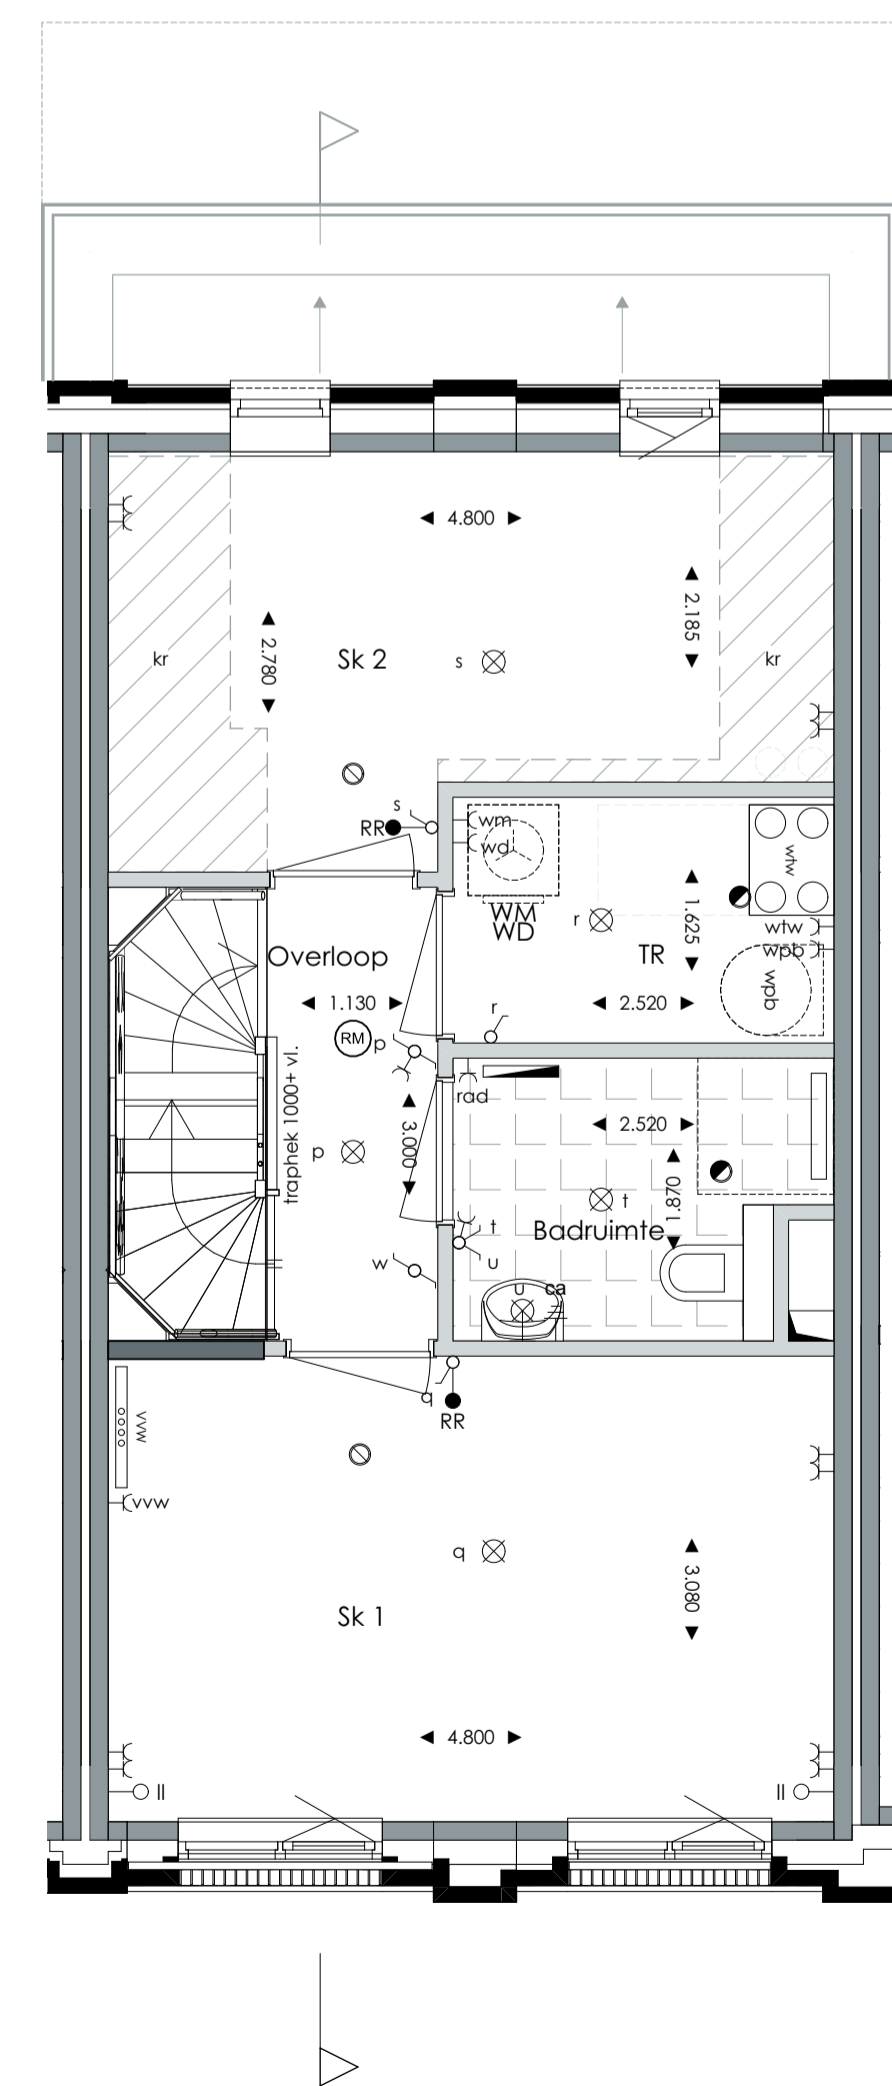 4.800
2.185
2.780
kr
Sk 2
s
kr
s
RR
wm
wd
wtw
WM
WD
r
1.625
wtw
wpb
Overloop
TR
wpb
1.130
2.520
r
RM
p
traphek 1000+ vl.
rad
3.000
2.520
p
1.870
t
t
Badruimte
w
u
u
ca
q
RR
vvw
vvw
q
3.080
Sk 1
4.800
ll
ll